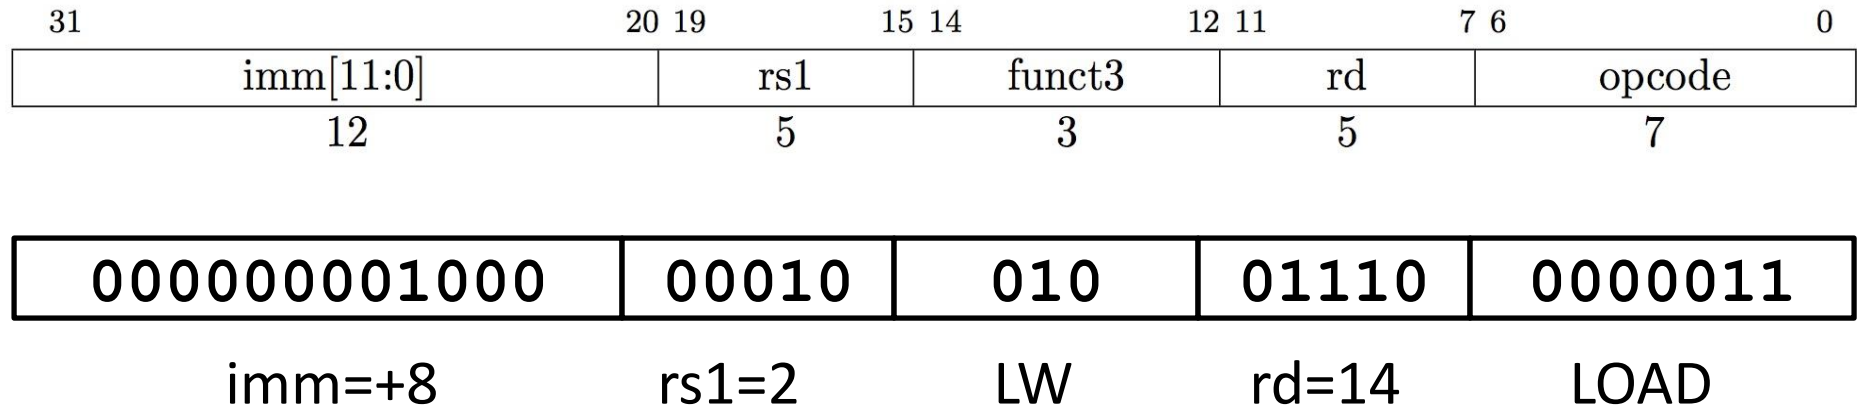 31 20 19 15 14 12 11 7 6 0
imm[11:0] rs1 funct3 rd opcode
12 5 3 5 7
000000001000 00010 010 01110 0000011
imm=+8 rs1=2 LW rd=14 LOAD